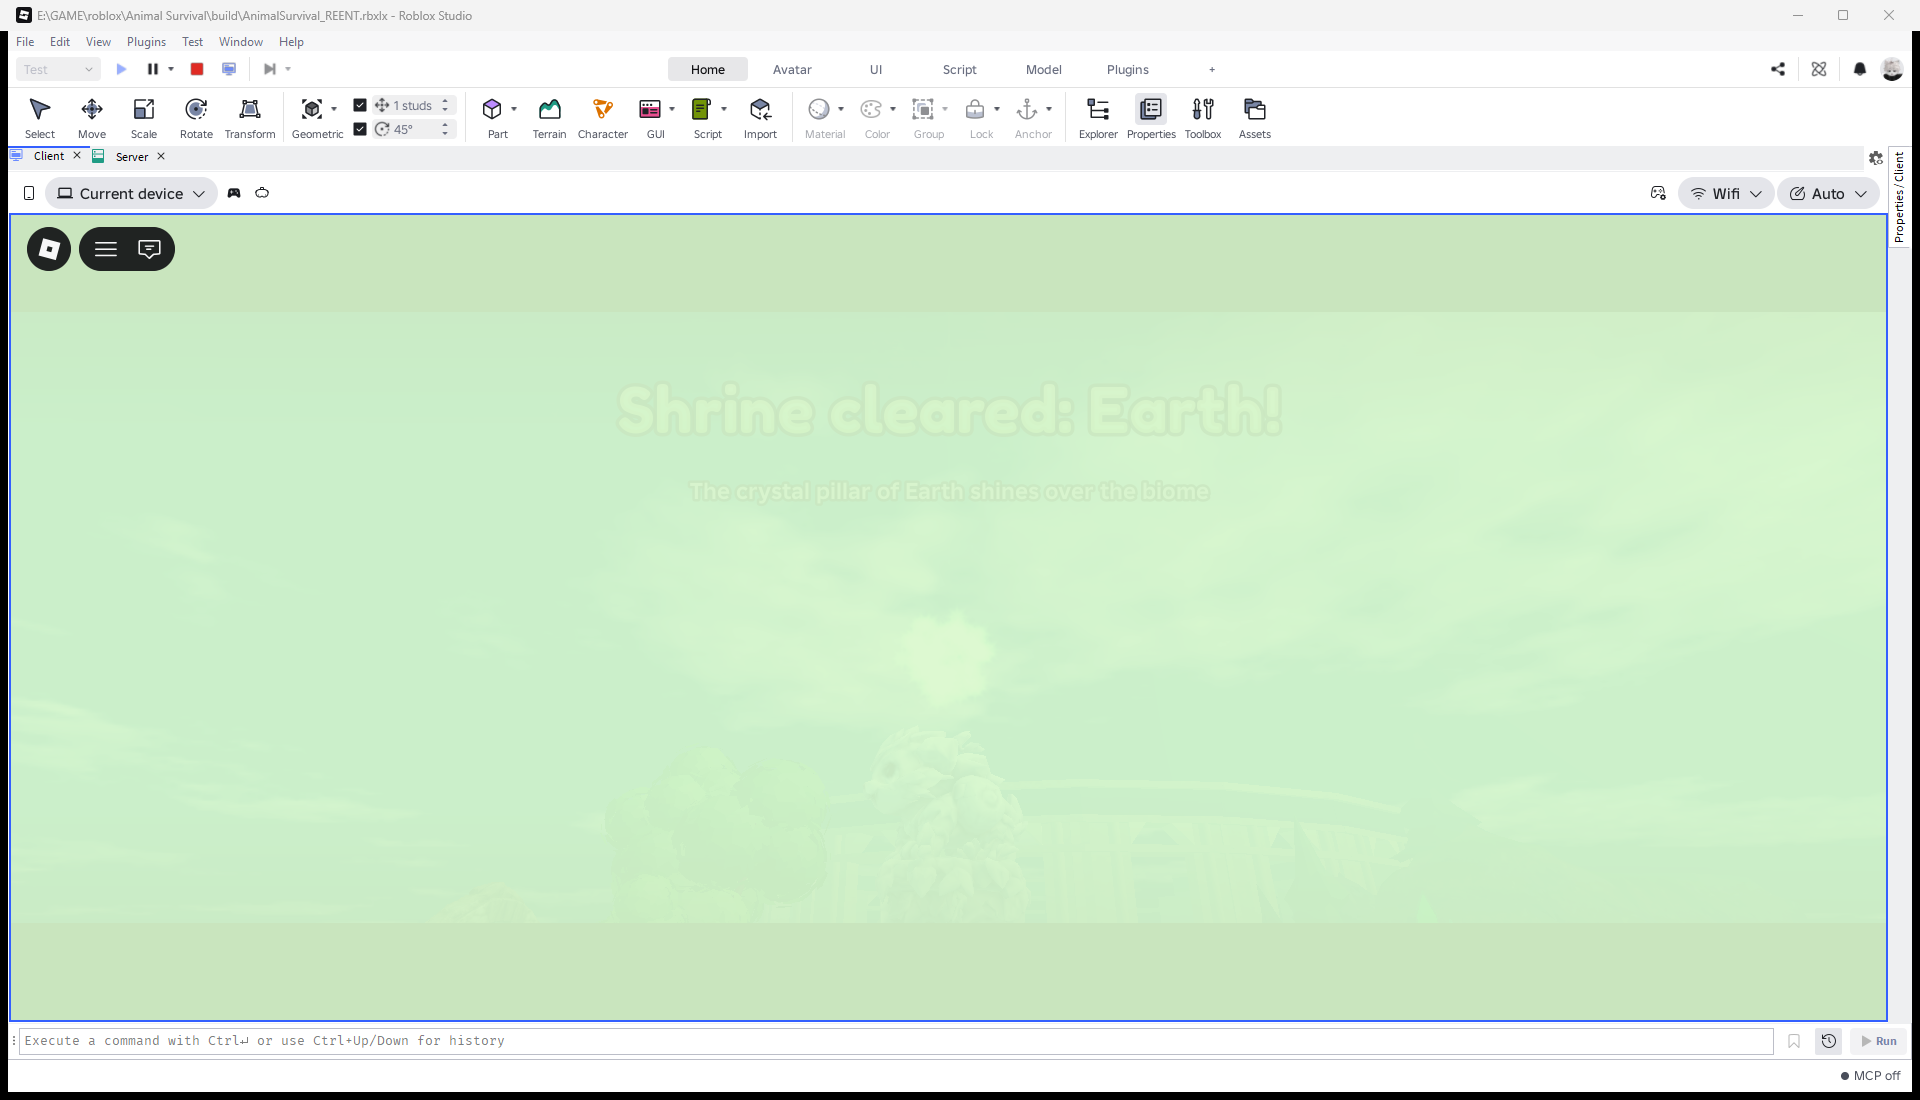 E:\GAME\roblox\Animal Survival\build\AnimalSurvival_REENT.rbxlx - Roblox Studio
File Edit View Plugins Test Window Help
Test
Home Avatar UI Script Model Plugins +
1 studs
45°
Select Move Scale Rotate Transform Geometric Part Terrain Character GUI Script Import Material Color Group Lock Anchor Explorer Properties Toolbox Assets
Client Server
Properties / Client
Current device Wifi Auto
Shrine cleared: Earth!
The crystal pillar of Earth shines over the biome
Execute a command with Ctrl↵ or use Ctrl+Up/Down for history
Run
MCP off